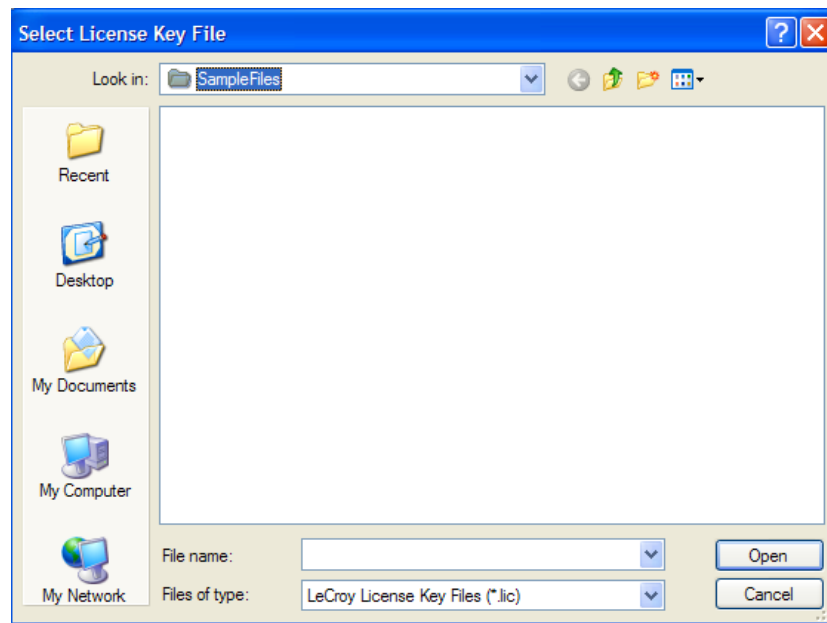 Select License Key File
Look in: SampleFiles
Recent
Desktop
My Documents
My Computer
My Network
File name: Open
Files of type: LeCroy License Key Files (*.lic) Cancel